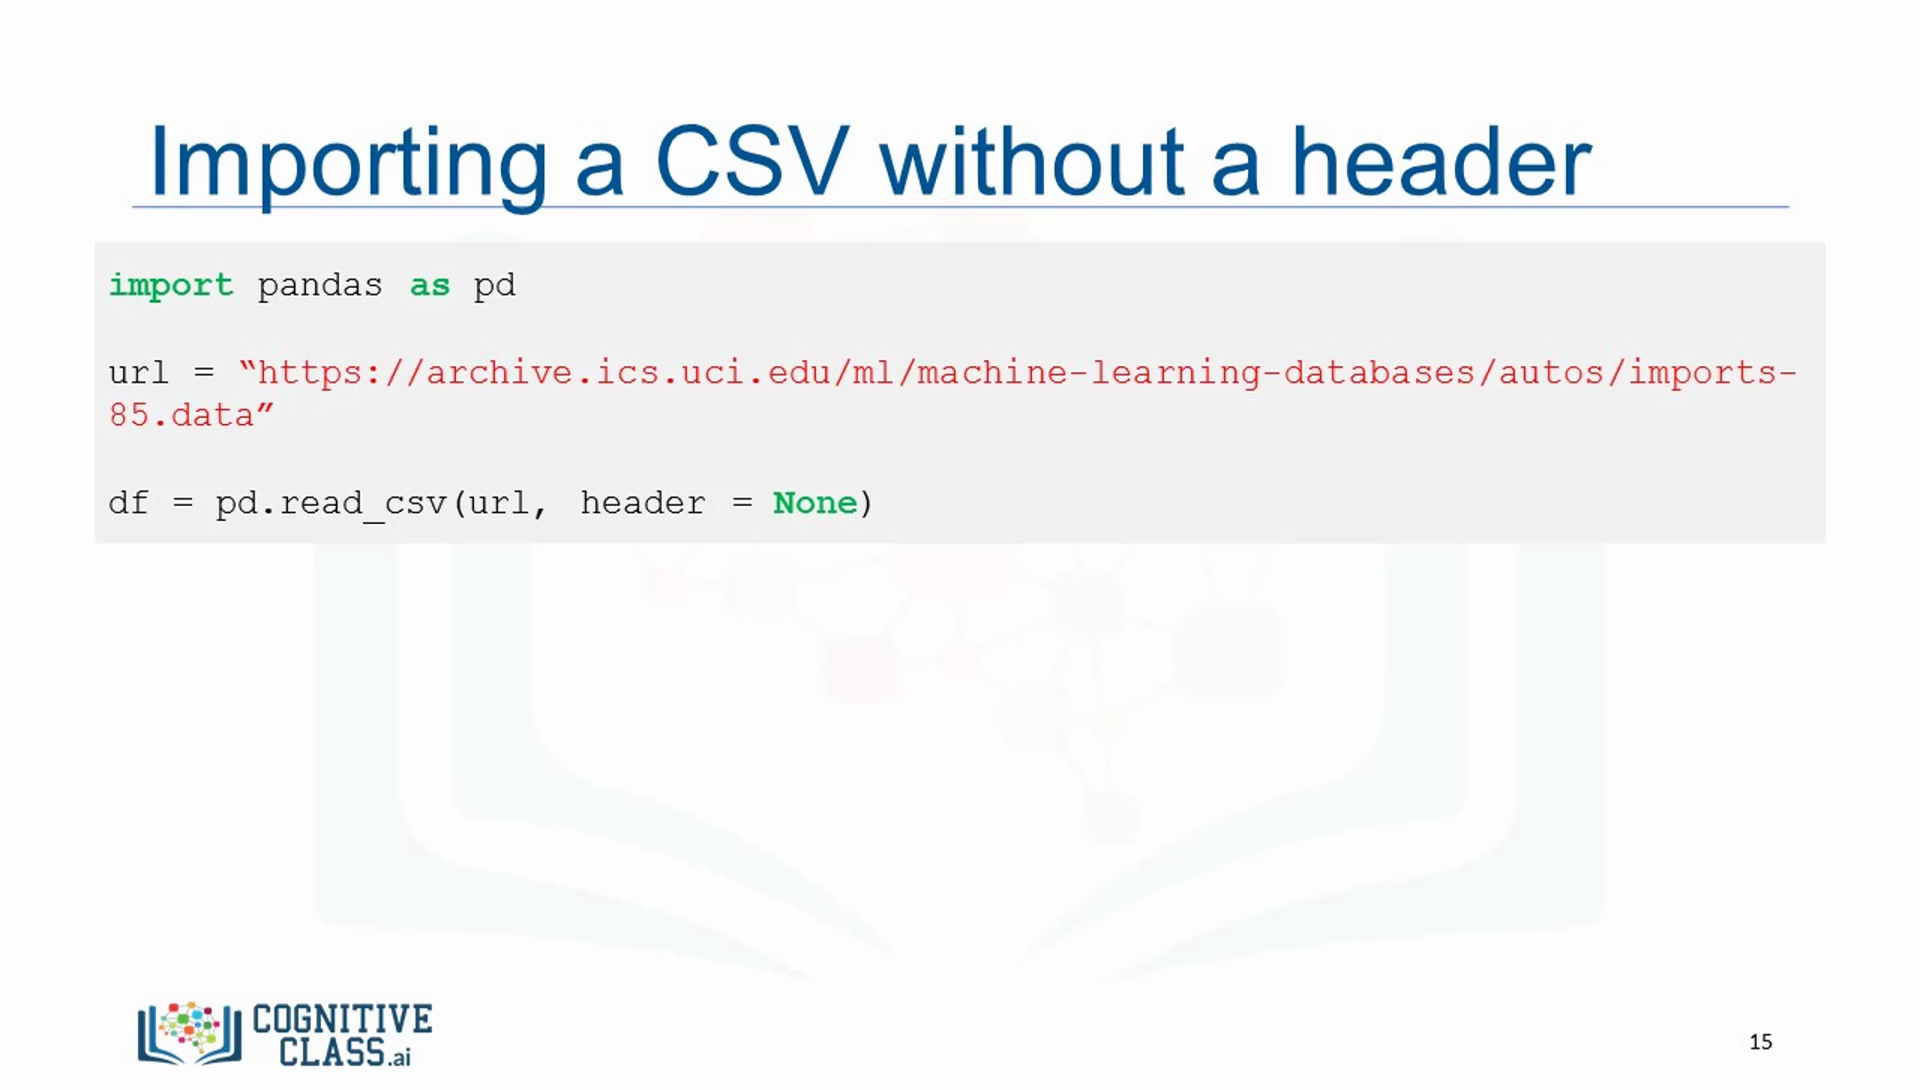 Importing a CSV without a header
import pandas as pd
url = “https://archive.ics.uci.edu/ml/machine-learning-databases/autos/imports-
85.data”
df = pd.read_csv(url, header = None)
COGNITIVE
CLASS.ai
15